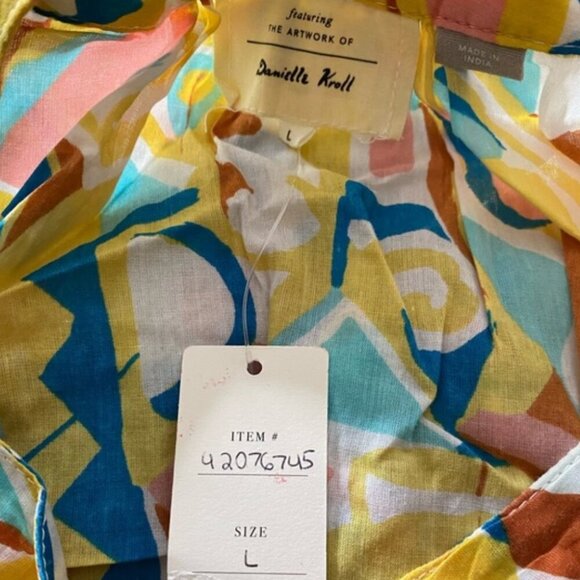 featuring
THE ARTWORK OF
Danielle Kroll
L
MADE IN
INDIA
ITEM #
42076745
SIZE
L